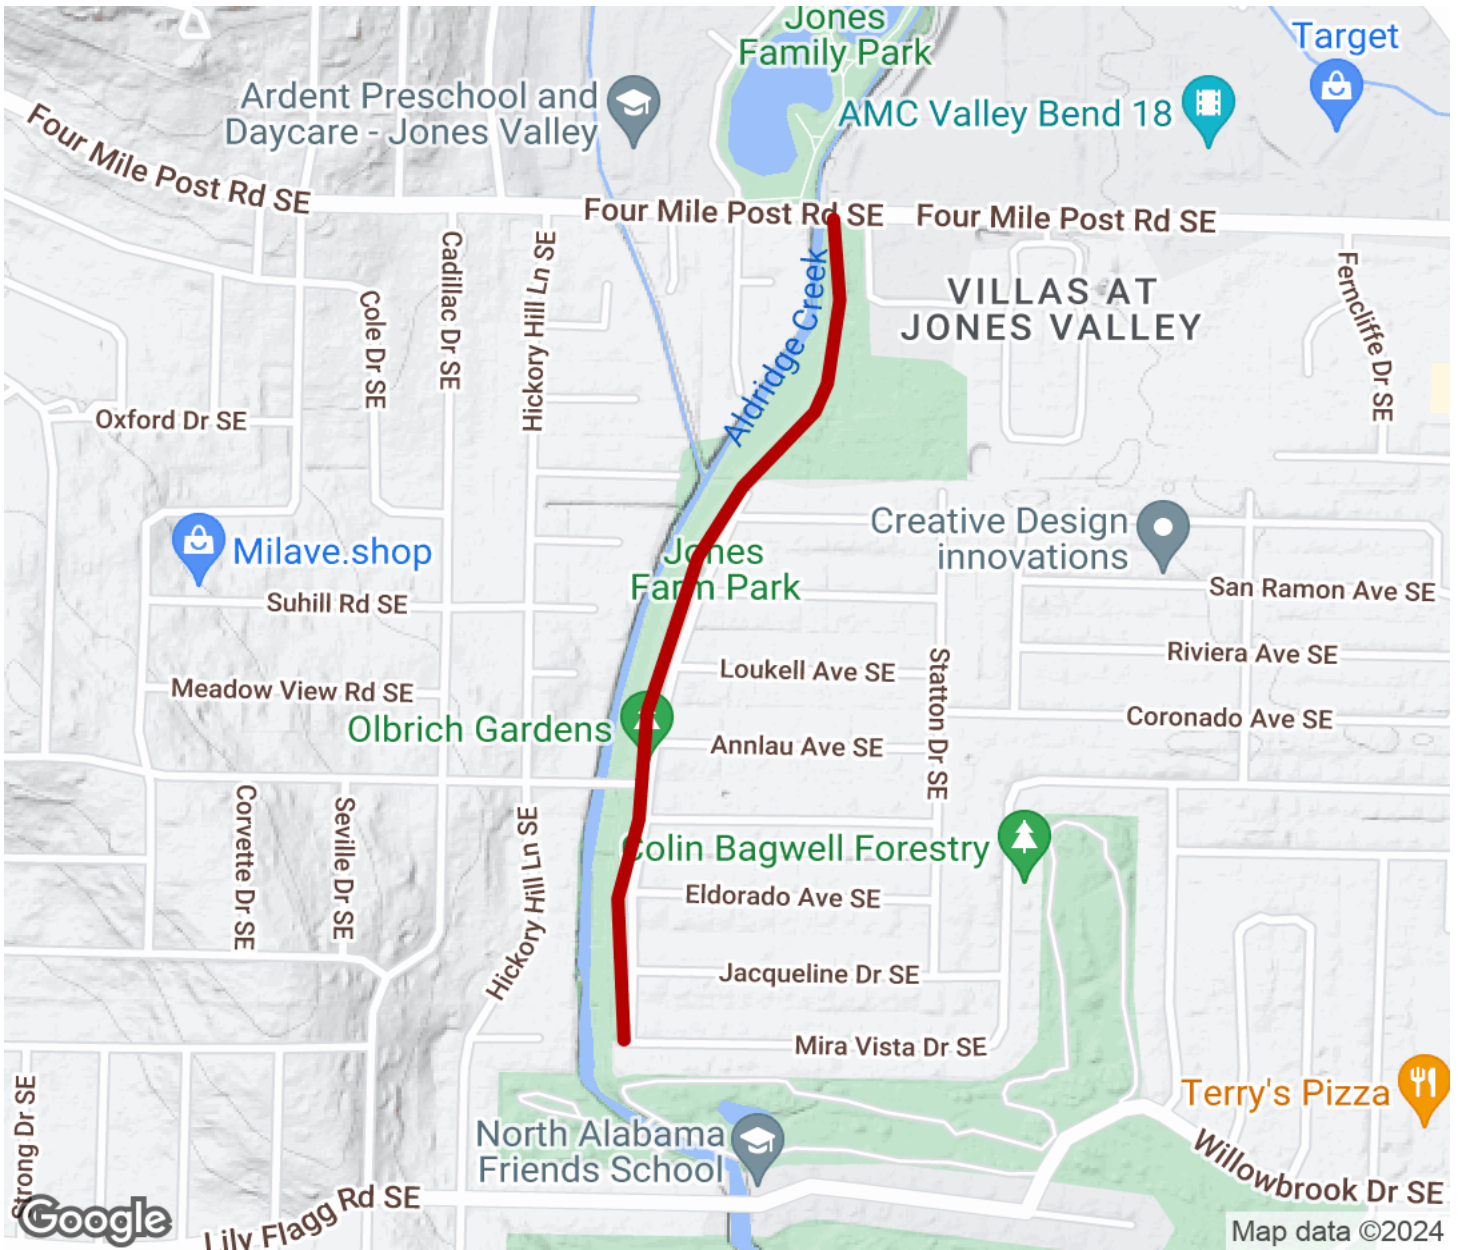 Jones
Family Park
Target
Ardent Preschool and
Daycare - Jones Valley
AMC Valley Bend 18
Four Mile Post Rd SE
Four Mile Post Rd SE
Four Mile Post Rd SE
Cadillac Dr SE
Hickory Hill Ln SE
Aldridge Creek
VILLAS AT
JONES VALLEY
Ferncliffe Dr SE
Cole Dr SE
Oxford Dr SE
Creative Design
innovations
Milave.shop
Jones
Farm Park
San Ramon Ave SE
Suhill Rd SE
Riviera Ave SE
Loukell Ave SE
Statton Dr SE
Meadow View Rd SE
Coronado Ave SE
Olbrich Gardens
Annlau Ave SE
Corvette Dr SE
Seville Dr SE
Hickory Hill Ln SE
Colin Bagwell Forestry
Eldorado Ave SE
Jacqueline Dr SE
Mira Vista Dr SE
Strong Dr SE
Terry's Pizza
North Alabama
Friends School
Willowbrook Dr SE
Lily Flagg Rd SE
Google
Map data ©2024